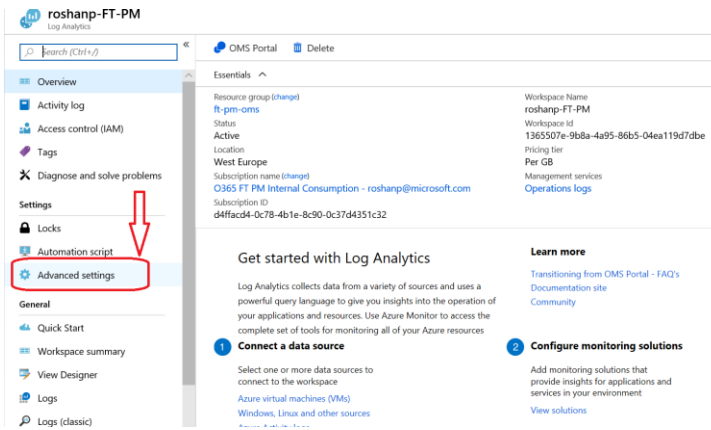 roshanp-FT-PM
Log Analytics
Search (Ctrl+/)
Overview
Activity log
Access control (IAM)
Tags
Diagnose and solve problems
Settings
Locks
Automation script
Advanced settings
General
Quick Start
Workspace summary
View Designer
Logs
Logs (classic)
OMS Portal
Delete
Essentials
Resource group (change)
ft-pm-oms
Status
Active
Location
West Europe
Subscription name (change)
O365 FT PM Internal Consumption - roshanp@microsoft.com
Subscription ID
d4ffacd4-0c78-4b1e-8c90-0c37d4351c32
Workspace Name
roshanp-FT-PM
Workspace Id
1365507e-9b8a-4a95-86b5-04ea119d7dbe
Pricing tier
Per GB
Management services
Operations logs
Get started with Log Analytics
Log Analytics collects data from a variety of sources and uses a
powerful query language to give you insights into the operation of
your applications and resources. Use Azure Monitor to access the
complete set of tools for monitoring all of your Azure resources
Learn more
Transitioning from OMS Portal - FAQ's
Documentation site
Community
1 Connect a data source
Select one or more data sources to
connect to the workspace
Azure virtual machines (VMs)
Windows, Linux and other sources
Azure Activity logs
2 Configure monitoring solutions
Add monitoring solutions that
provide insights for applications and
services in your environment
View solutions